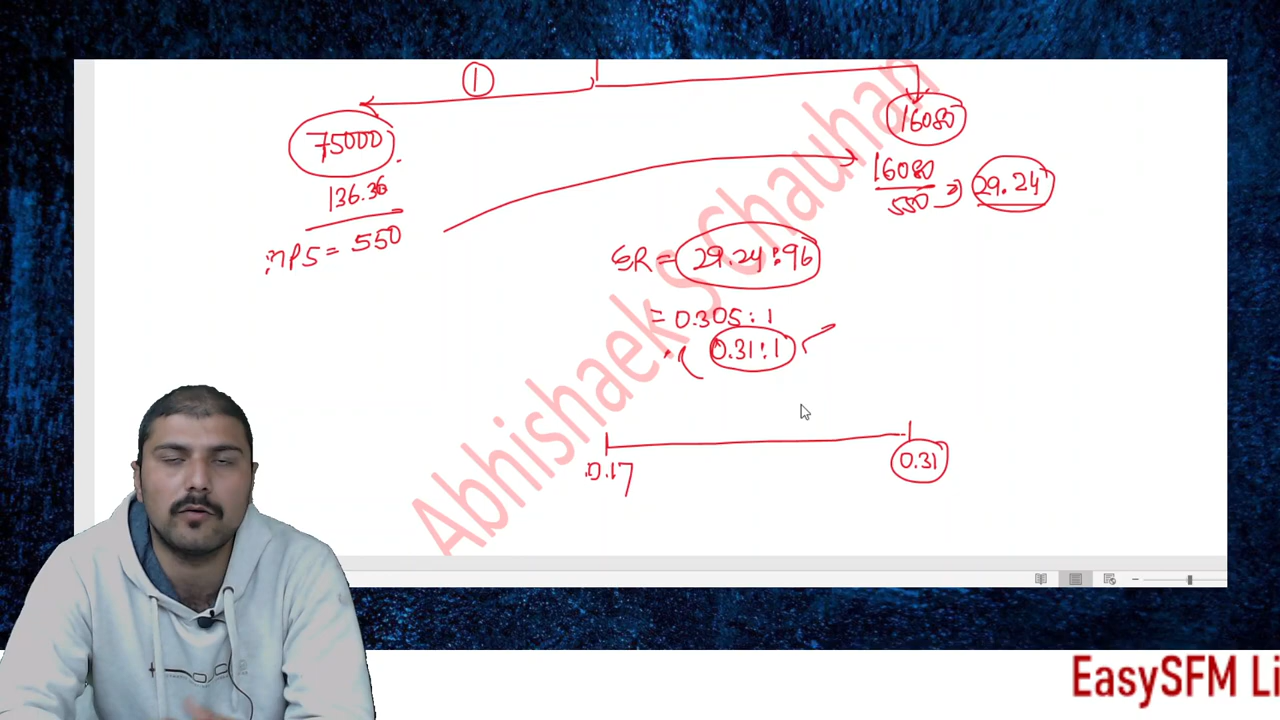 1
75000
16080
136.36
16080
550
29.24
MPS = 550
ER = 29.24:96
= 0.305:1
0.31:1
0.17
0.31
Abhishaek S Chauhan
EasySFM Li